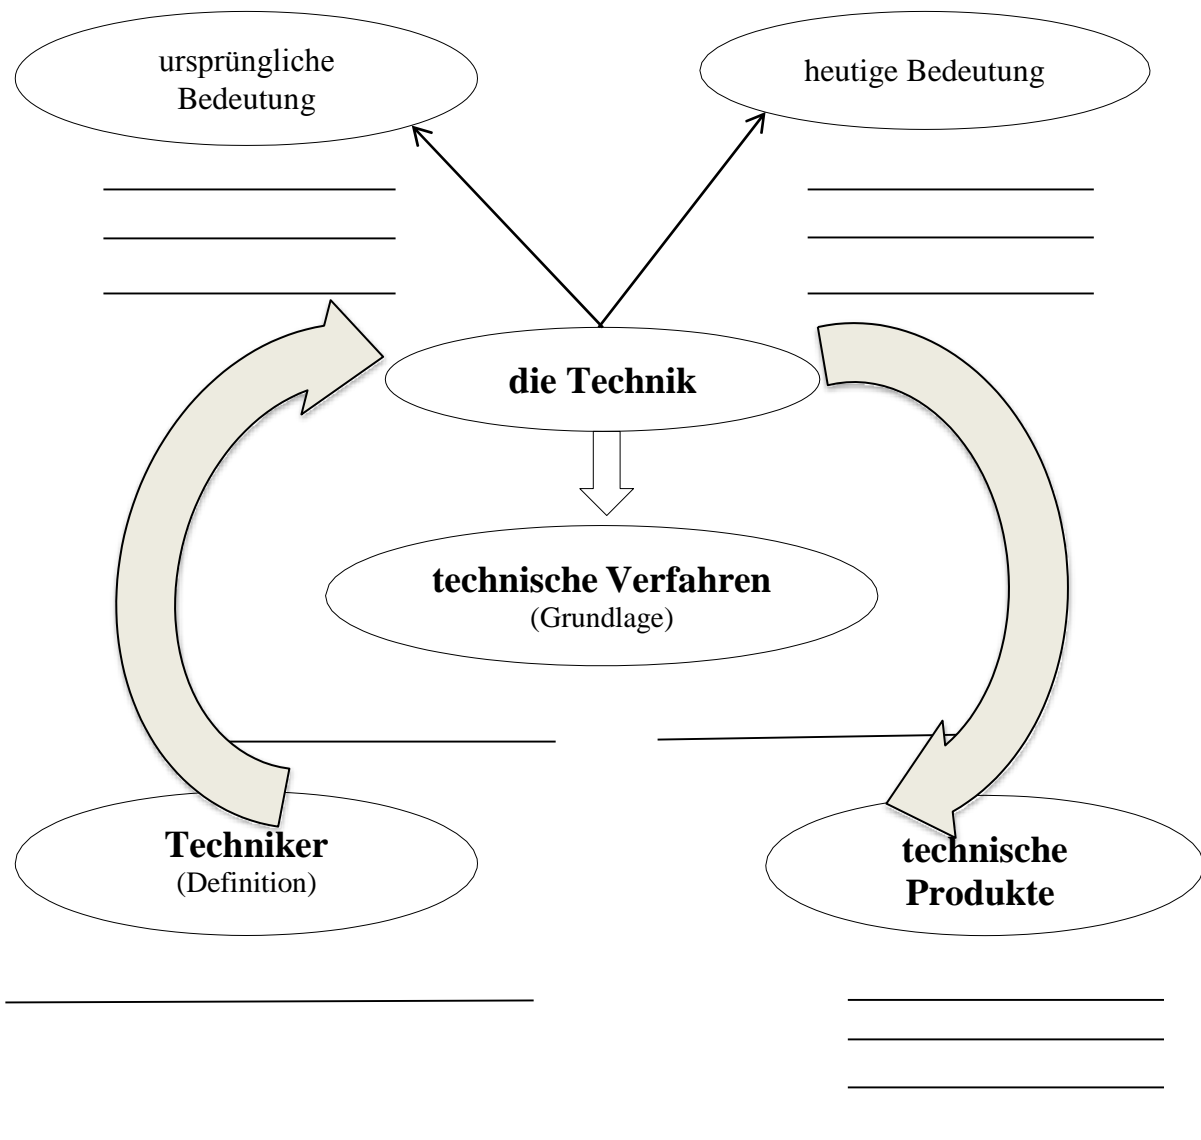 ursprüngliche
Bedeutung
heutige Bedeutung
die Technik
technische Verfahren
(Grundlage)
Techniker
(Definition)
technische
Produkte